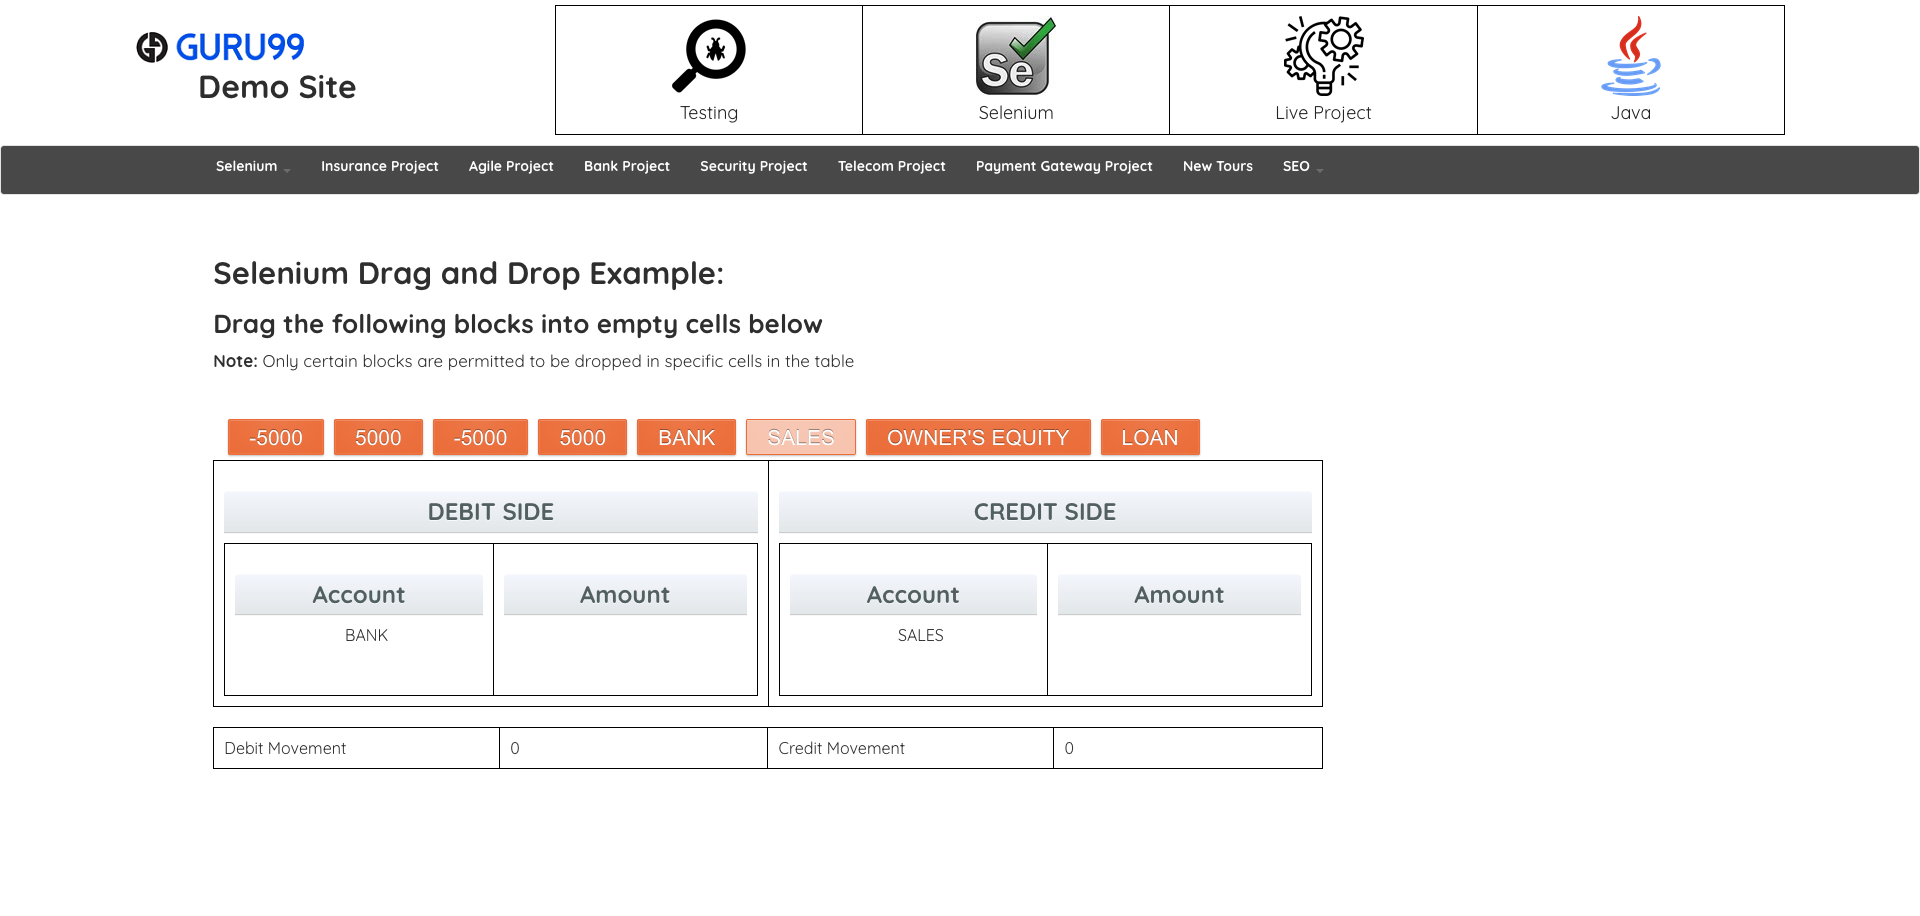 GURU99
Demo Site
Testing
Se
Selenium
Live Project
Java
Selenium Insurance Project Agile Project Bank Project Security Project Telecom Project Payment Gateway Project New Tours SEO
Selenium Drag and Drop Example:
Drag the following blocks into empty cells below
Note: Only certain blocks are permitted to be dropped in specific cells in the table
-5000 5000 -5000 5000 BANK SALES OWNER'S EQUITY LOAN
DEBIT SIDE CREDIT SIDE
Account Amount Account Amount
BANK SALES
Debit Movement 0 Credit Movement 0